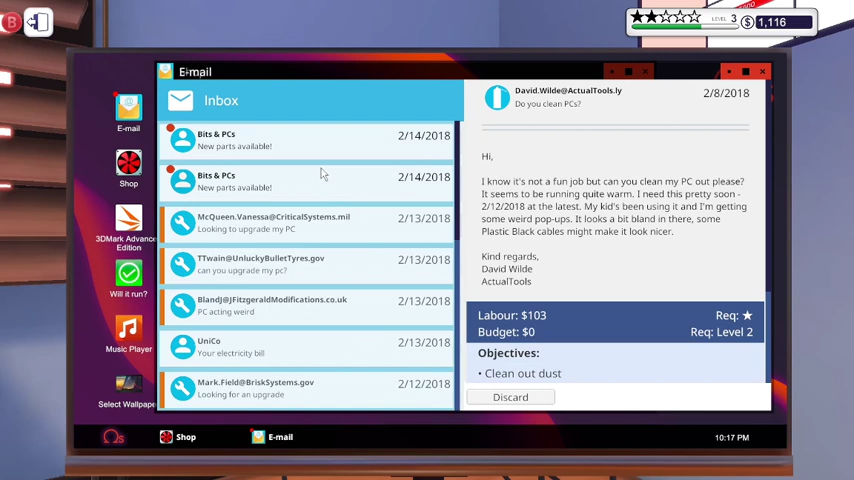 B
LEVEL 3
$ 1,116
E-mail
Inbox
Bits & PCs
2/14/2018
New parts available!
Bits & PCs
2/14/2018
New parts available!
McQueen.Vanessa@CriticalSystems.mil
2/13/2018
Looking to upgrade my PC
TTwain@UnluckyBulletTyres.gov
2/13/2018
can you upgrade my pc?
BlandJ@JFitzgeraldModifications.co.uk
2/13/2018
PC acting weird
UniCo
2/13/2018
Your electricity bill
Mark.Field@BriskSystems.gov
2/12/2018
Looking for an upgrade
David.Wilde@ActualTools.ly
2/8/2018
Do you clean PCs?
Hi,
I know it's not a fun job but can you clean my PC out please?
It seems to be running quite warm. I need this pretty soon -
2/12/2018 at the latest. My kid's been using it and I'm getting
some weird pop-ups. It looks a bit bland in there, some
Plastic Black cables might make it look nicer.
Kind regards,
David Wilde
ActualTools
Labour: $103
Req: ★
Budget: $0
Req: Level 2
Objectives:
• Clean out dust
Discard
E-mail
Shop
3DMark Advance
Edition
Will it run?
Music Player
Select Wallpape
Shop
E-mail
10:17 PM